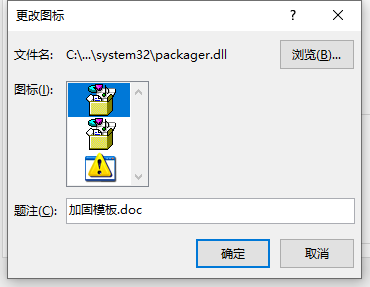 更改图标
文件名: C:\...\system32\packager.dll 浏览(B)...
图标(I):
题注(C): 加固模板.doc
确定 取消